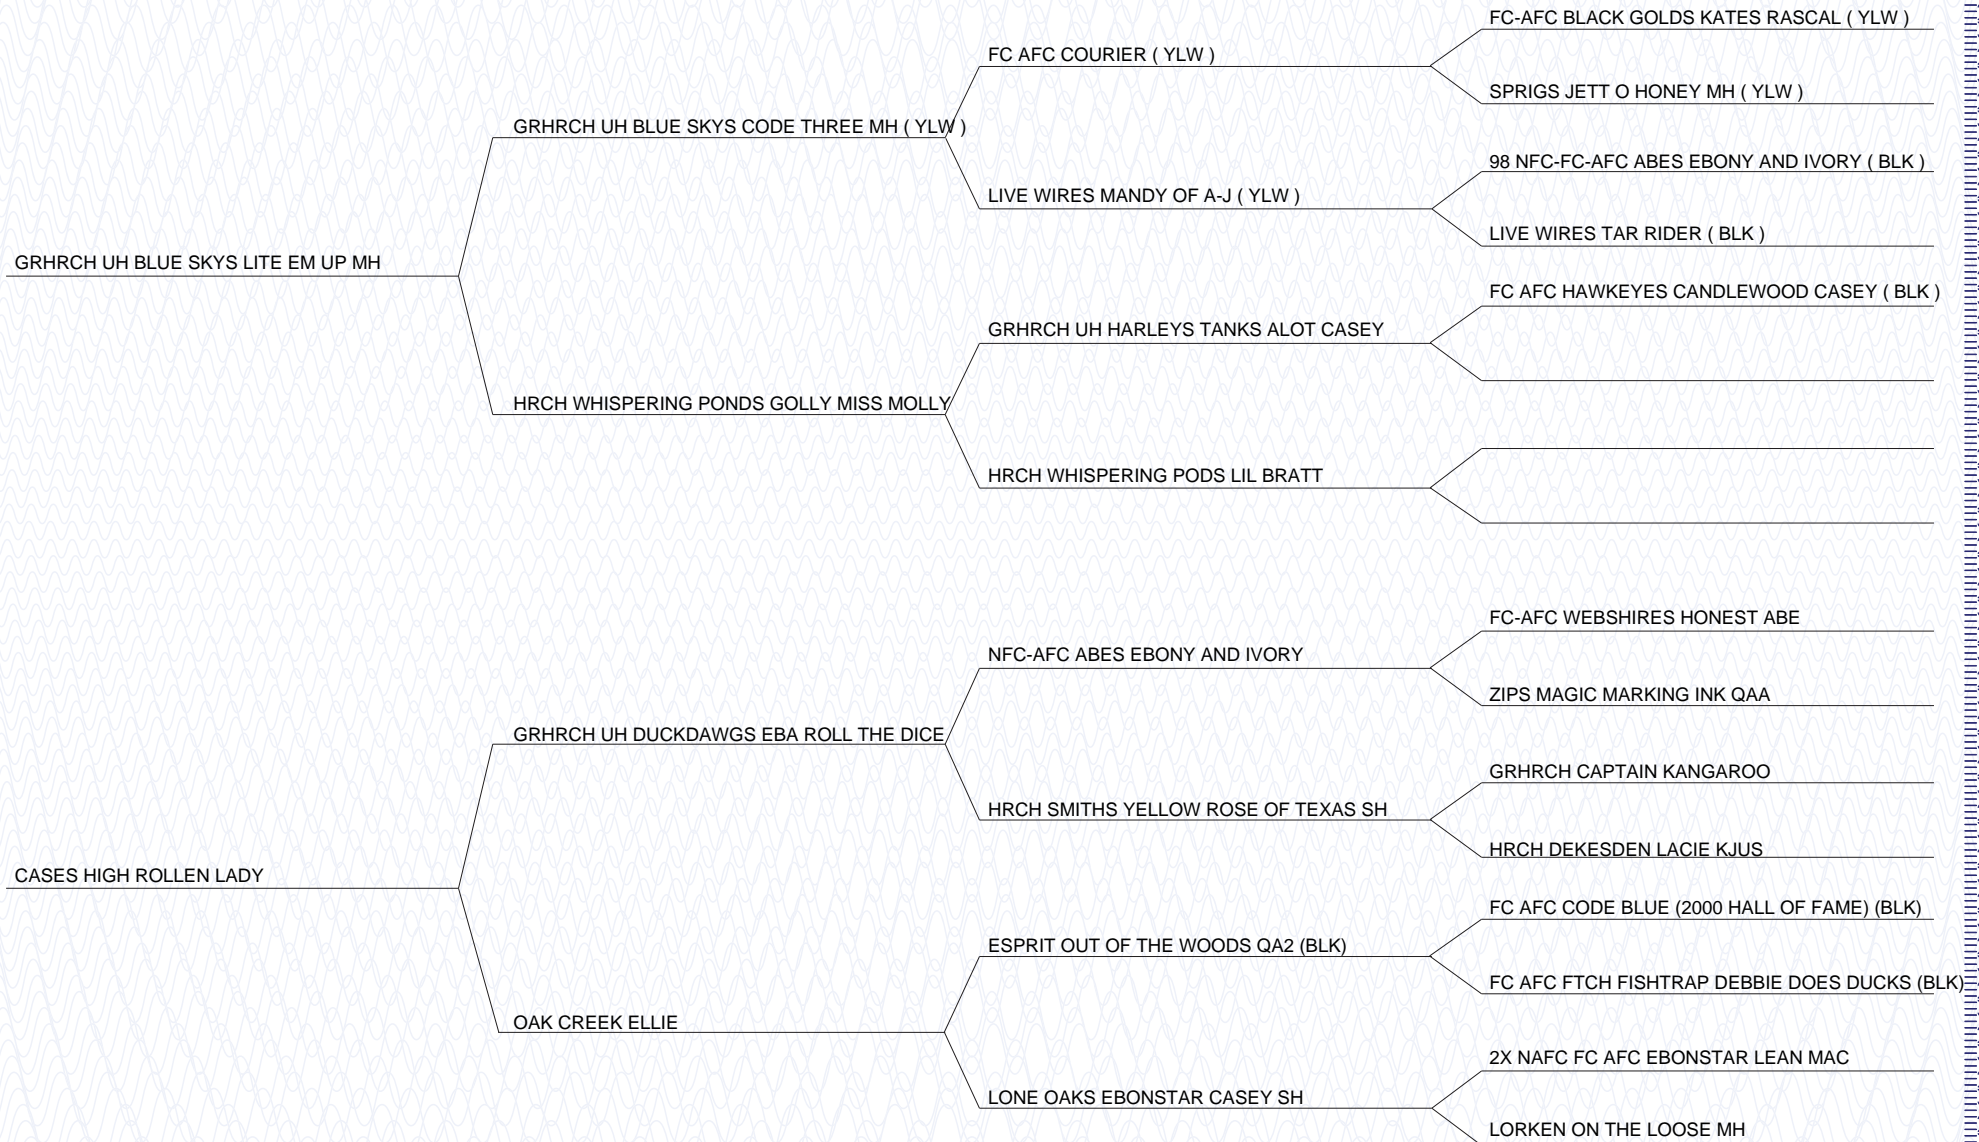 FC-AFC BLACK GOLDS KATES RASCAL ( YLW )
FC AFC COURIER ( YLW )
SPRIGS JETT O HONEY MH ( YLW )
GRHRCH UH BLUE SKYS CODE THREE MH ( YLW )
98 NFC-FC-AFC ABES EBONY AND IVORY ( BLK )
LIVE WIRES MANDY OF A-J ( YLW )
LIVE WIRES TAR RIDER ( BLK )
GRHRCH UH BLUE SKYS LITE EM UP MH
FC AFC HAWKEYES CANDLEWOOD CASEY ( BLK )
GRHRCH UH HARLEYS TANKS ALOT CASEY
HRCH WHISPERING PONDS GOLLY MISS MOLLY
HRCH WHISPERING PODS LIL BRATT
FC-AFC WEBSHIRES HONEST ABE
NFC-AFC ABES EBONY AND IVORY
ZIPS MAGIC MARKING INK QAA
GRHRCH UH DUCKDAWGS EBA ROLL THE DICE
GRHRCH CAPTAIN KANGAROO
HRCH SMITHS YELLOW ROSE OF TEXAS SH
HRCH DEKESDEN LACIE KJUS
CASES HIGH ROLLEN LADY
FC AFC CODE BLUE (2000 HALL OF FAME) (BLK)
ESPRIT OUT OF THE WOODS QA2 (BLK)
FC AFC FTCH FISHTRAP DEBBIE DOES DUCKS (BLK)
OAK CREEK ELLIE
2X NAFC FC AFC EBONSTAR LEAN MAC
LONE OAKS EBONSTAR CASEY SH
LORKEN ON THE LOOSE MH